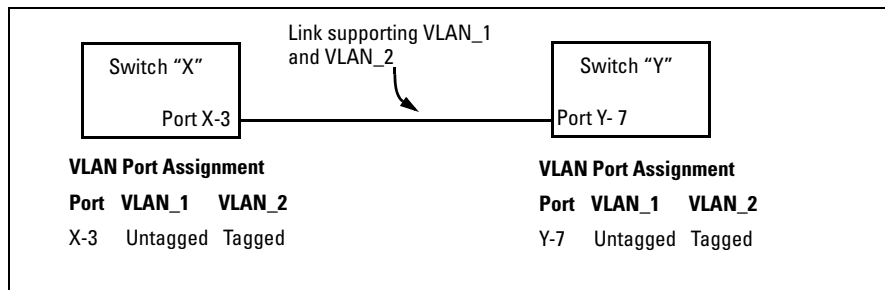 Link supporting VLAN_1
and VLAN_2
Switch “X”
Port X-3
Switch “Y”
Port Y- 7
VLAN Port Assignment
Port VLAN_1 VLAN_2
X-3 Untagged Tagged
VLAN Port Assignment
Port VLAN_1 VLAN_2
Y-7 Untagged Tagged